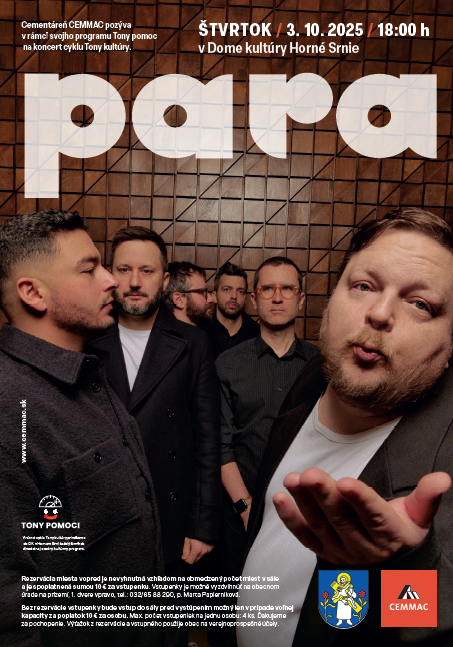 Cementáreň CEMMAC pozýva
v rámci svojho programu Tony pomoc
na koncert cyklu Tony kultúry.
ŠTVRTOK / 3. 10. 2025 / 18:00 h
v Dome kultúry Horné Srnie
para
www.cemmac.sk
TONY POMOCI
Rezervácia miesta vopred je nevyhnutná vzhľadom na obmedzený počet miest v sále
a je spoplatnená sumou 10 € za vstupenku. Vstupenky je možné vyzdvihnúť na obecnom
úrade na prízemí, 1. dvere vpravo, tel.: 032/65 88 290, p. Marta Papierniková.
Bez rezervácie vstupenky bude vstup do sály pred vystúpením možný len v prípade voľnej
kapacity za poplatok 10 € za osobu. Max. počet vstupeniek na jednu osobu: 4 ks. Ďakujeme
za pochopenie. Výťažok z rezervácie a vstupného použije obec na verejnoprospešné účely.
CEMMAC